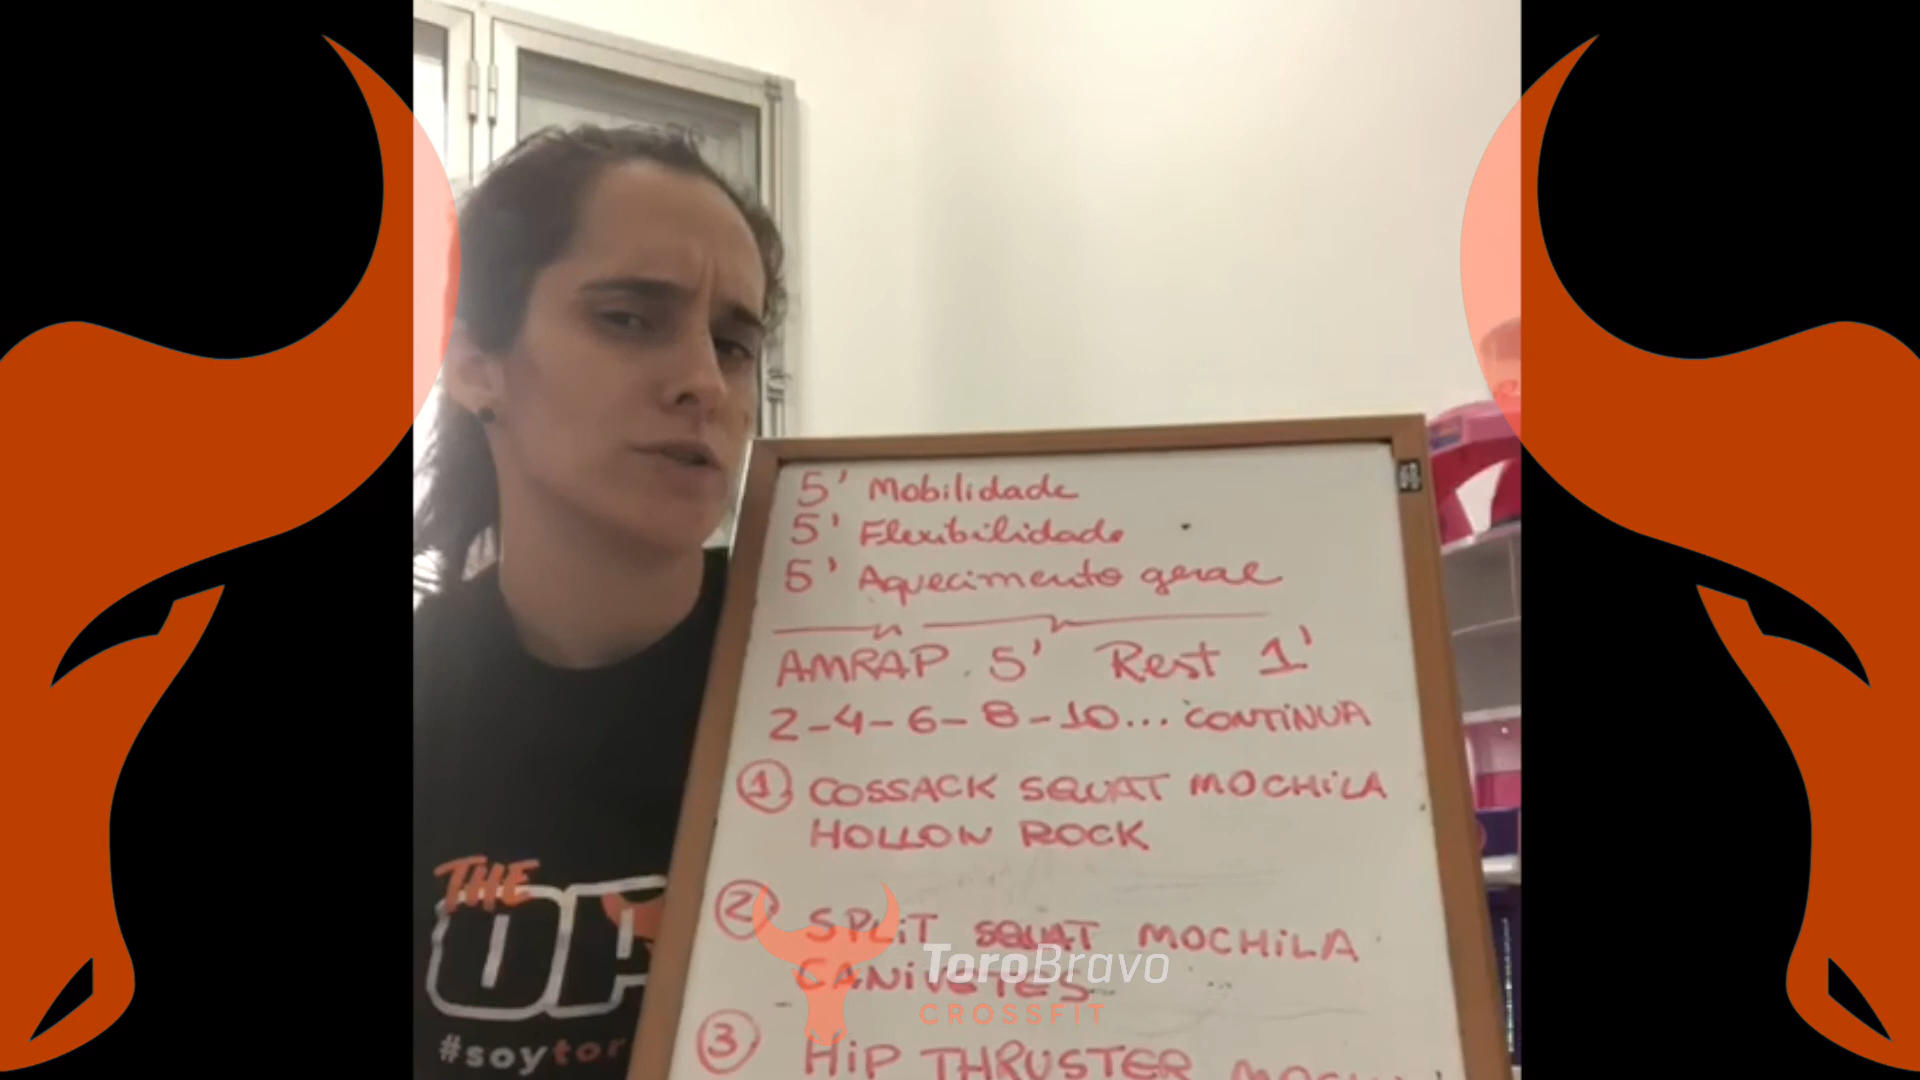 5' Mobilidade
5' Flexibilidade
5' Aquecimento geral
AMRAP. 5' Rest 1'
2-4-6-8-10... CONTINUA
1 COSSACK SQUAT MOCHILA
HOLLOW ROCK
2 SPLIT SQUAT MOCHILA
CANIVETES
3 HIP THRUSTER
THE
#soytor
ToroBravo
CROSSFIT